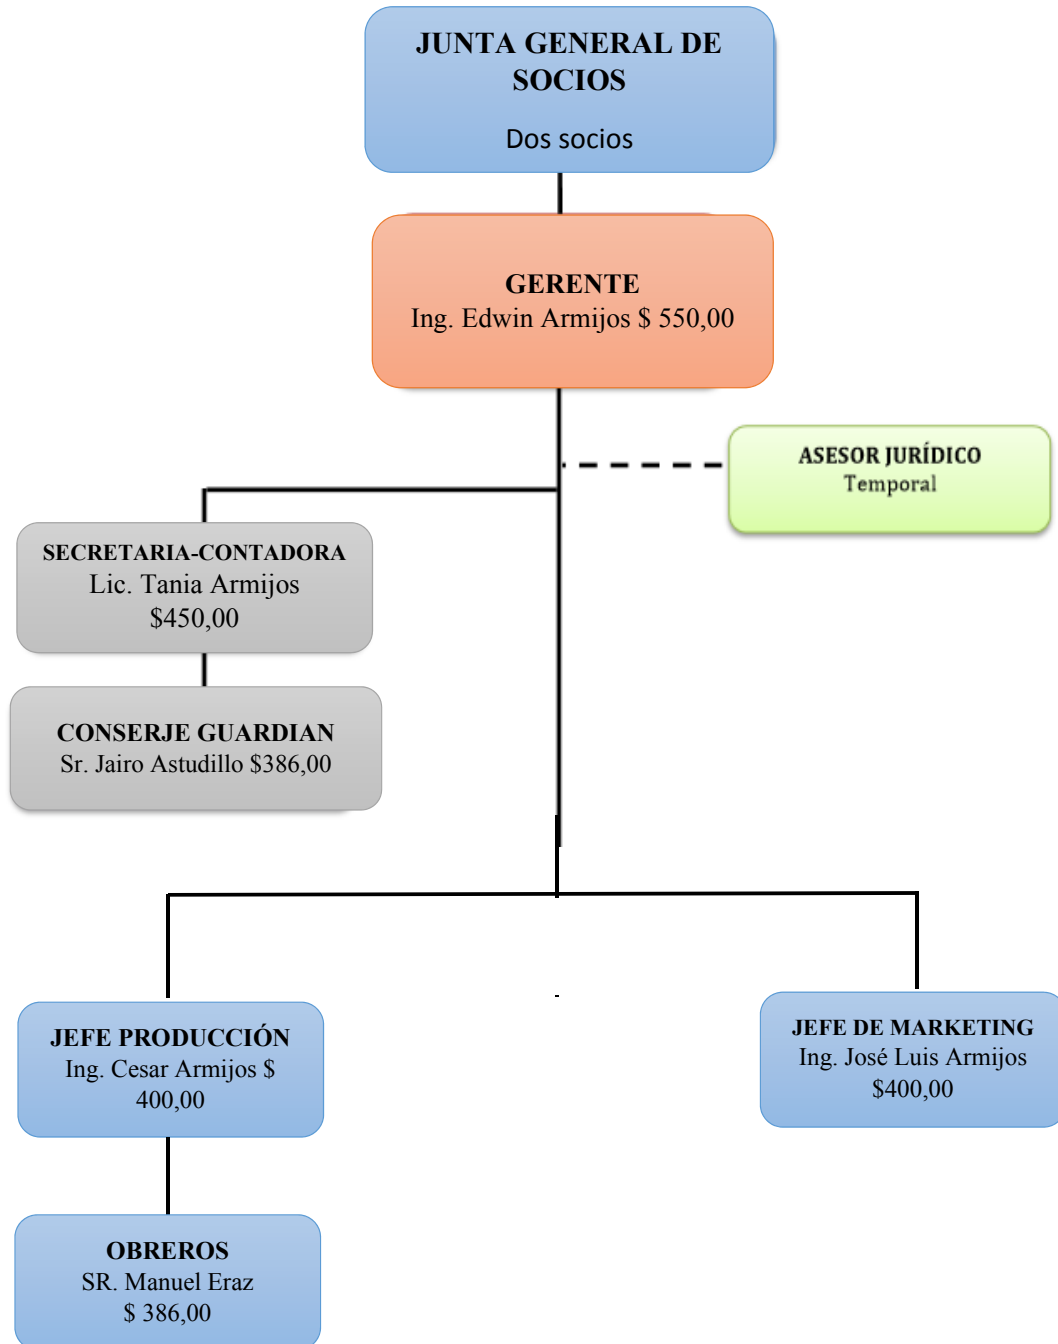 JUNTA GENERAL DE
SOCIOS
Dos socios
GERENTE
Ing. Edwin Armijos $ 550,00
ASESOR JURÍDICO
Temporal
SECRETARIA-CONTADORA
Lic. Tania Armijos
$450,00
CONSERJE GUARDIAN
Sr. Jairo Astudillo $386,00
JEFE PRODUCCIÓN
Ing. Cesar Armijos $
400,00
JEFE DE MARKETING
Ing. José Luis Armijos
$400,00
OBREROS
SR. Manuel Eraz
$ 386,00